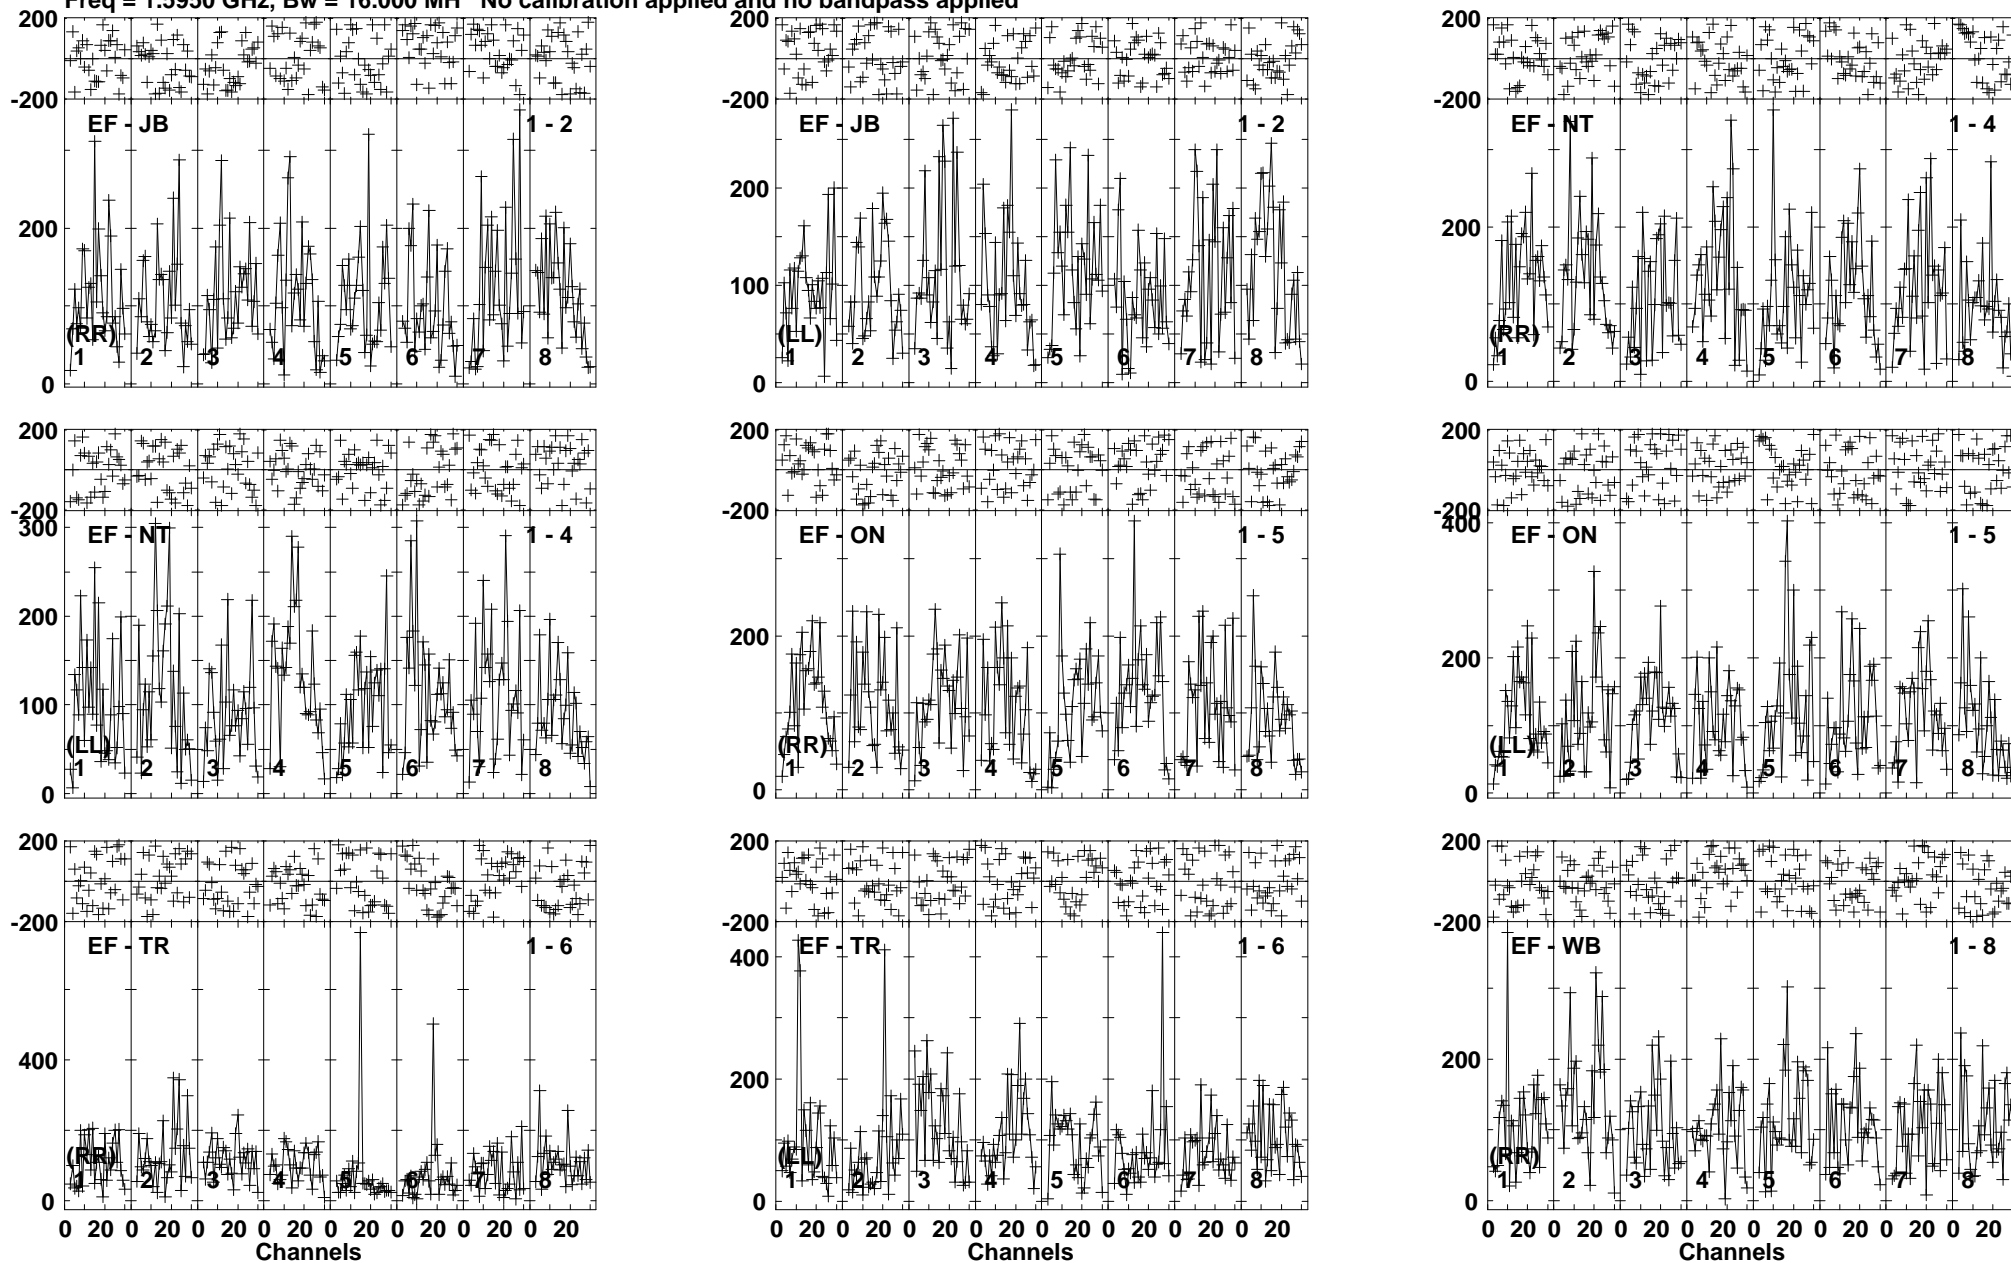 Freq = 1.5950 GHz, Bw = 16.000 MH No calibration applied and no bandpass applied
200 200 200
-200 -200 -200
EF - JB 1 - 2 EF - JB 1 - 2 EF - NT 1 - 4
200 200 200
100
(RR) (LL) (RR)
1 2 3 4 5 6 7 8 1 2 3 4 5 6 7 8 1 2 3 4 5 6 7 8
0 0 0
200 200 200
-200 -200 -200
300 400
EF - NT 1 - 4 EF - ON 1 - 5 EF - ON 1 - 5
200 200 200
100
(LL) (RR) (LL)
1 2 3 4 5 6 7 8 1 2 3 4 5 6 7 8 1 2 3 4 5 6 7 8
0 0 0
200 200 200
-200 -200 -200
EF - TR 1 - 6 EF - TR 1 - 6 EF - WB 1 - 8
400 400
200 200
(RR) (LL) (RR)
1 2 3 4 5 6 7 8 1 2 3 4 5 6 7 8 1 2 3 4 5 6 7 8
0 0 0
0 20 0 20 0 20 0 20 0 20 0 20 0 20 0 20 0 20 0 20 0 20 0 20 0 20 0 20 0 20 0 20 0 20 0 20 0 20 0 20 0 20 0 20 0 20 0 20
Channels Channels Channels